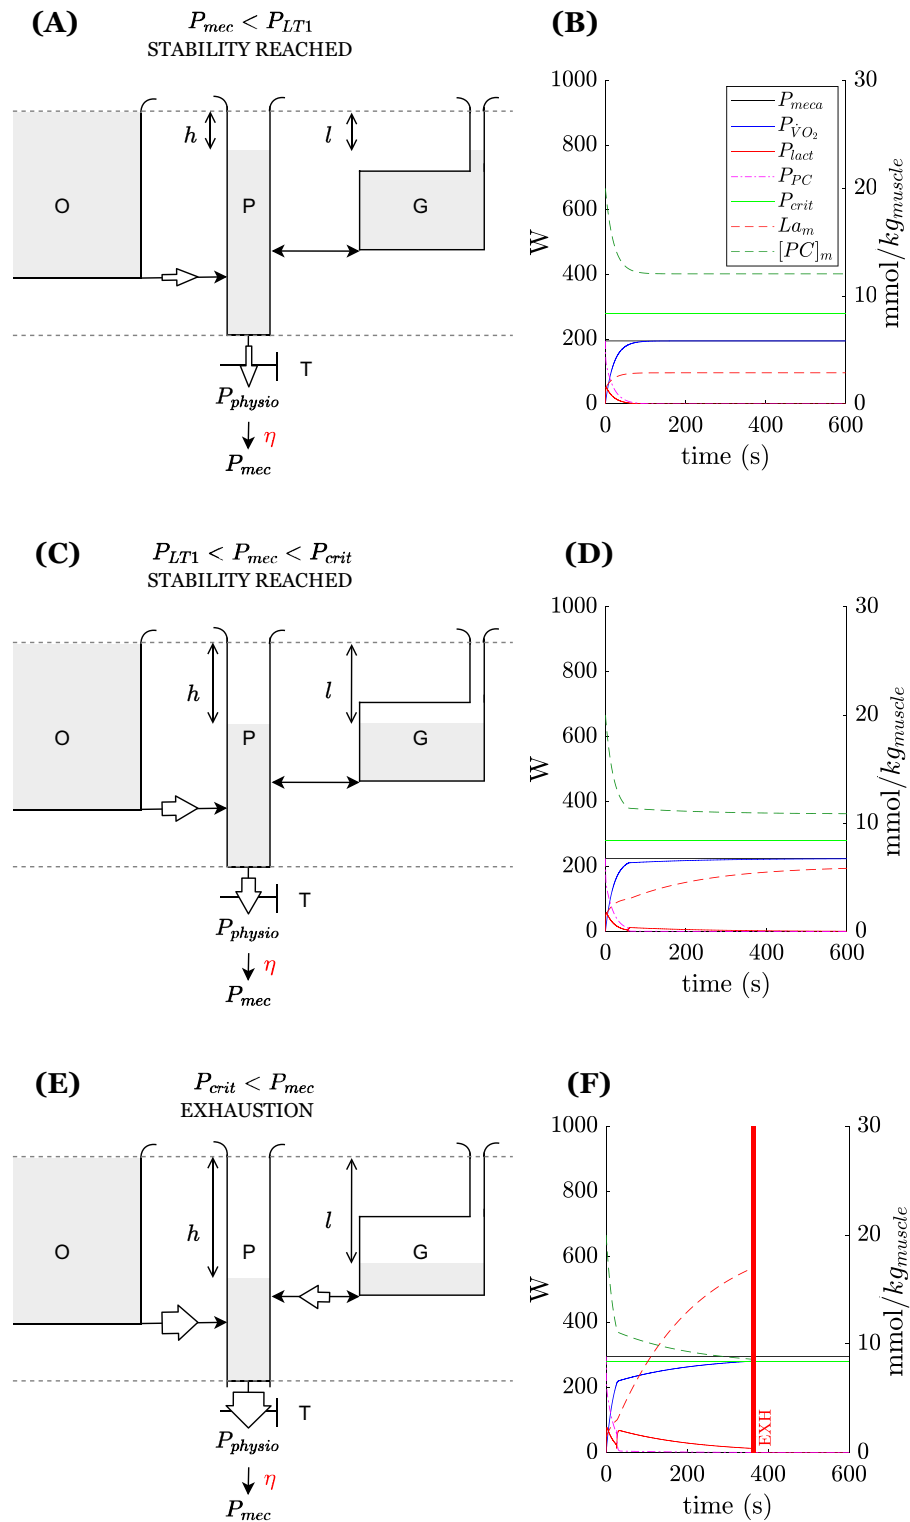 (A)
P_mec < P_LT1
STABILITY REACHED
h
l
O
P
G
T
P_physio
η
P_mec
(B)
1000
800
600
400
200
0
W
30
20
10
0
mmol/kg_muscle
P_meca
P_V̇O₂
P_lact
P_PC
P_crit
La_m
[PC]_m
0
200
400
600
time (s)
(C)
P_LT1 < P_mec < P_crit
STABILITY REACHED
h
l
O
P
G
T
P_physio
η
P_mec
(D)
1000
800
600
400
200
0
W
30
20
10
0
mmol/kg_muscle
0
200
400
600
time (s)
(E)
P_crit < P_mec
EXHAUSTION
h
l
O
P
G
T
P_physio
η
P_mec
(F)
1000
800
600
400
200
0
W
30
20
10
0
mmol/kg_muscle
EXH
0
200
400
600
time (s)